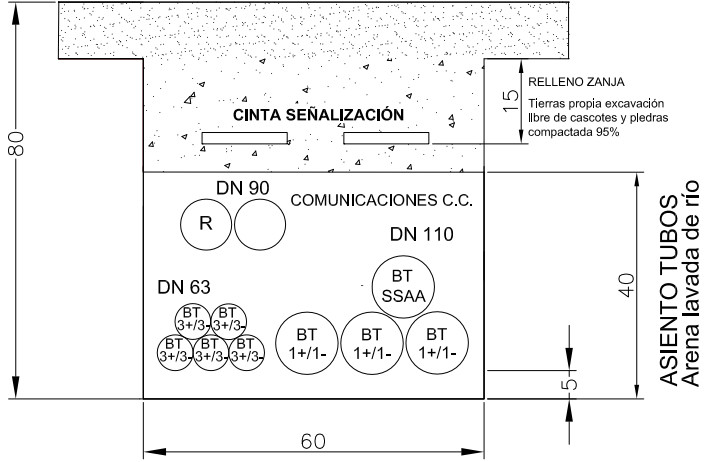 80
15
RELLENO ZANJA
Tierras propia excavación
libre de cascotes y piedras
compactada 95%
CINTA SEÑALIZACIÓN
DN 90
COMUNICACIONES C.C.
R
DN 110
BT
SSAA
DN 63
BT
3+/3-
BT
3+/3-
BT
3+/3-
BT
3+/3-
BT
3+/3-
BT
1+/1-
BT
1+/1-
BT
1+/1-
40
5
ASIENTO TUBOS
Arena lavada de río
60